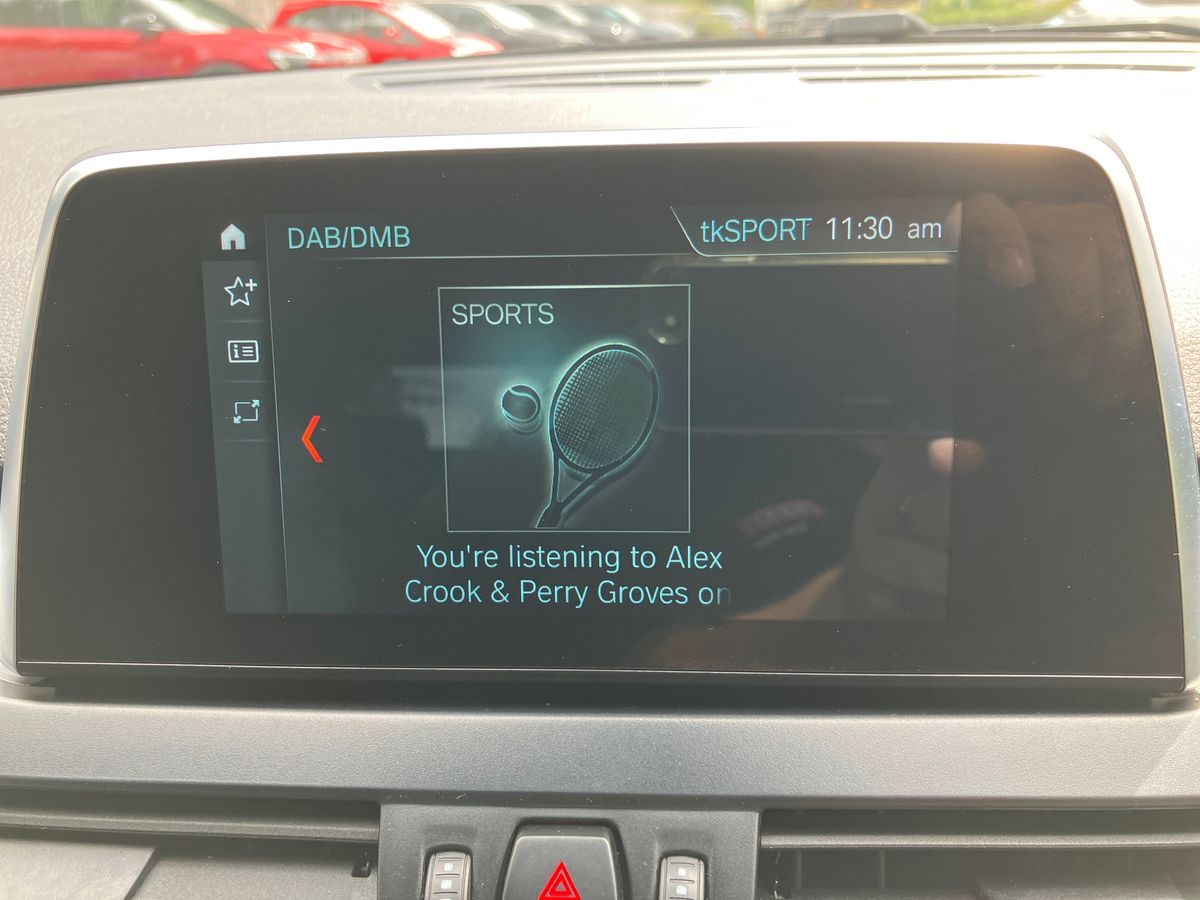 DAB/DMB
tkSPORT 11:30 am
SPORTS
You're listening to Alex
Crook & Perry Groves on